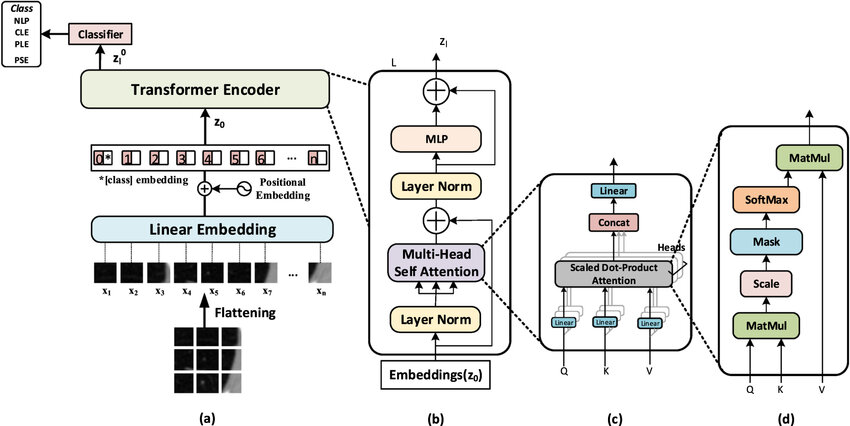 Class
NLP
CLE
PLE
PSE
Classifier
z_l^0
Transformer Encoder
z_0
0* 1 2 3 4 5 6 ... n
*[class] embedding
Positional
Embedding
Linear Embedding
x_1 x_2 x_3 x_4 x_5 x_6 x_7 ... x_n
Flattening
(a)
z_l
L
MLP
Layer Norm
Multi-Head
Self Attention
Layer Norm
Embeddings(z_0)
(b)
Linear
Concat
Heads
Scaled Dot-Product
Attention
Linear Linear Linear
Q K V
(c)
MatMul
SoftMax
Mask
Scale
MatMul
Q K V
(d)